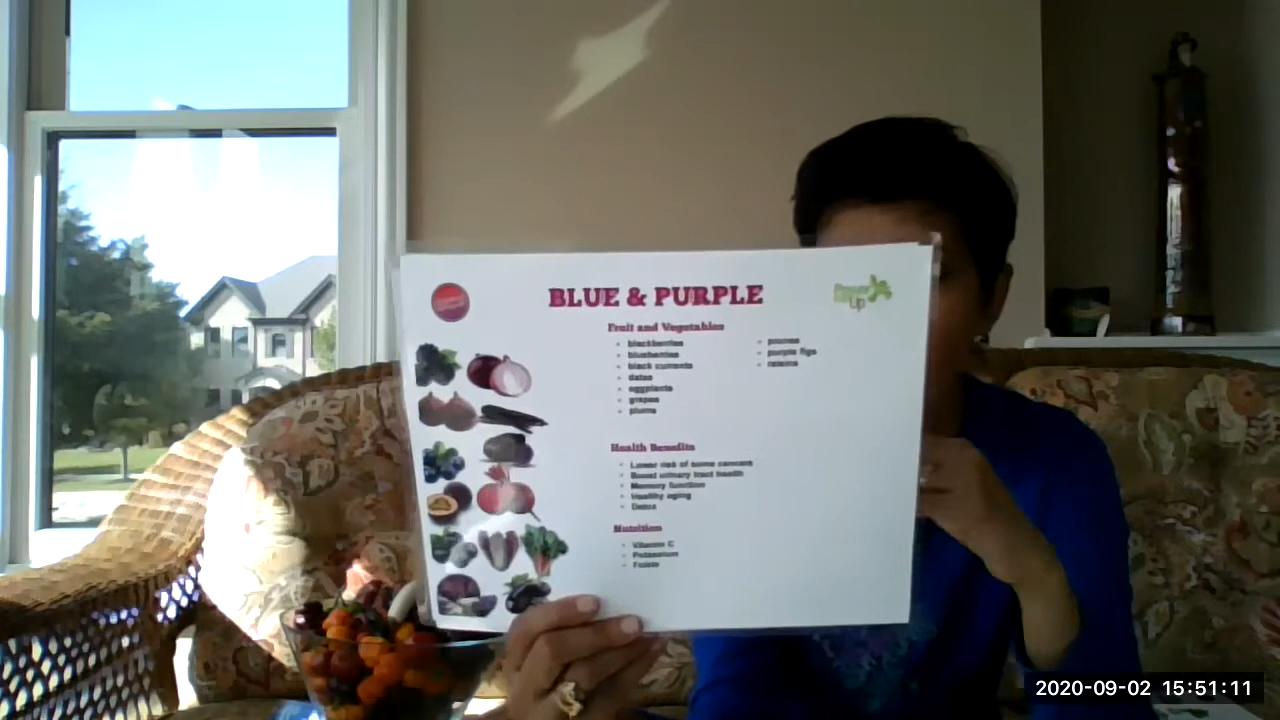 BLUE & PURPLE
Power
Up
Fruit and Vegetables
blackberries
blueberries
black currants
dates
eggplants
grapes
plums
prunes
purple figs
raisins
Health Benefits
Lower risk of some cancers
Boost urinary tract health
Memory function
Healthy aging
Detox
Nutrition
Vitamin C
Potassium
Folate
2020-09-02 15:51:11